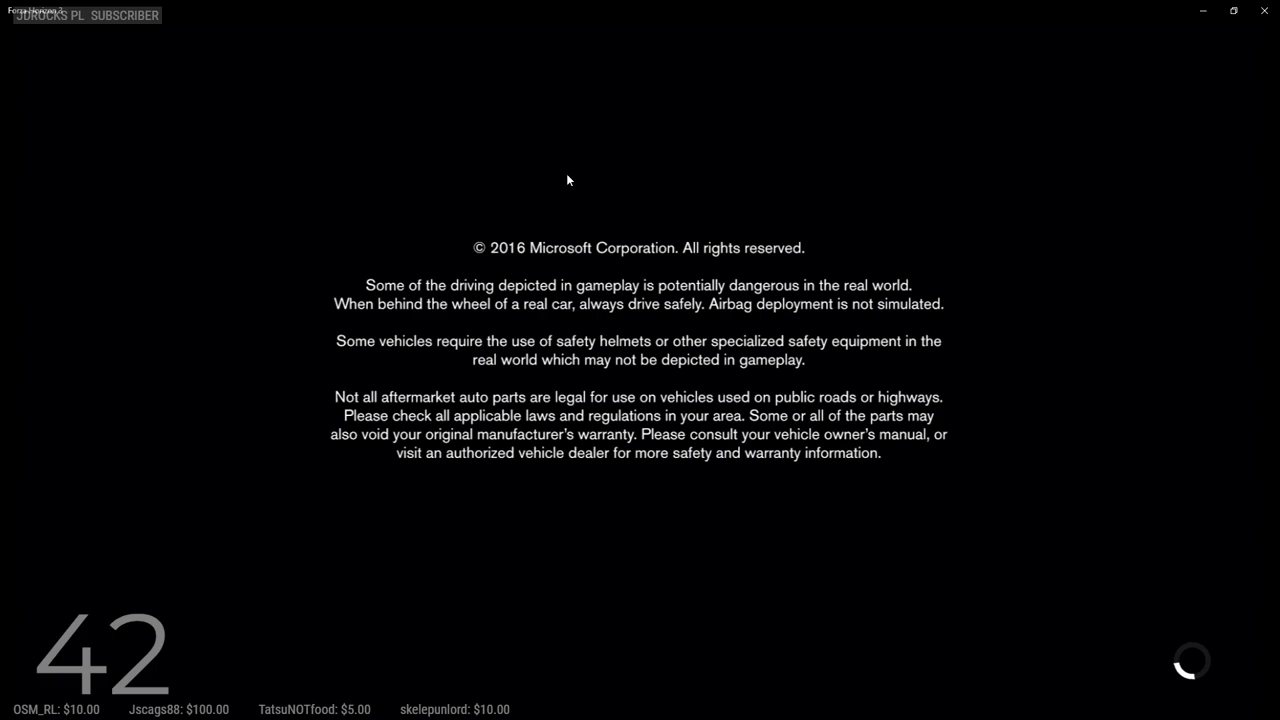 Forza Horizon 3
JDROCKS PL SUBSCRIBER
© 2016 Microsoft Corporation. All rights reserved.
Some of the driving depicted in gameplay is potentially dangerous in the real world.
When behind the wheel of a real car, always drive safely. Airbag deployment is not simulated.
Some vehicles require the use of safety helmets or other specialized safety equipment in the
real world which may not be depicted in gameplay.
Not all aftermarket auto parts are legal for use on vehicles used on public roads or highways.
Please check all applicable laws and regulations in your area. Some or all of the parts may
also void your original manufacturer's warranty. Please consult your vehicle owner's manual, or
visit an authorized vehicle dealer for more safety and warranty information.
42
OSM_RL: $10.00 Jscags88: $100.00 TatsuNOTfood: $5.00 skelepunlord: $10.00